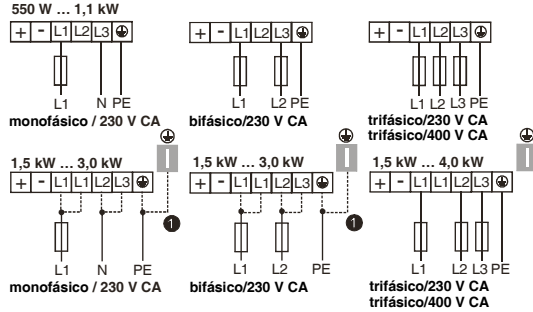 550 W ... 1,1 kW
+ - L1 L2 L3
L1 N PE
monofásico / 230 V CA
+ - L1 L2 L3
L1 L2 PE
bifásico/230 V CA
+ - L1 L2 L3
L1 L2 L3 PE
trifásico/230 V CA
trifásico/400 V CA
1,5 kW ... 3,0 kW
+ - L1 L1 L2 L3
1
L1 N PE
monofásico / 230 V CA
1,5 kW ... 3,0 kW
+ - L1 L1 L2 L3
1
L1 L2 PE
bifásico/230 V CA
1,5 kW ... 4,0 kW
+ - L1 L1 L2 L3
L1 L2 L3 PE
trifásico/230 V CA
trifásico/400 V CA